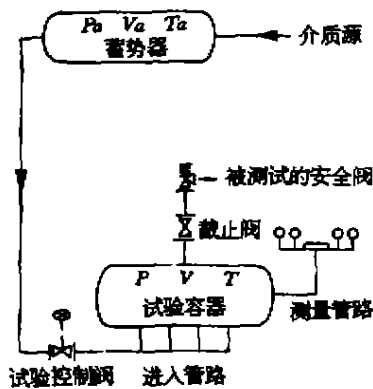 Pa Va Ta
蓄势器
介质源
被测试的安全阀
截止阀
P V T
试验容器
测量管路
试验控制阀
进入管路